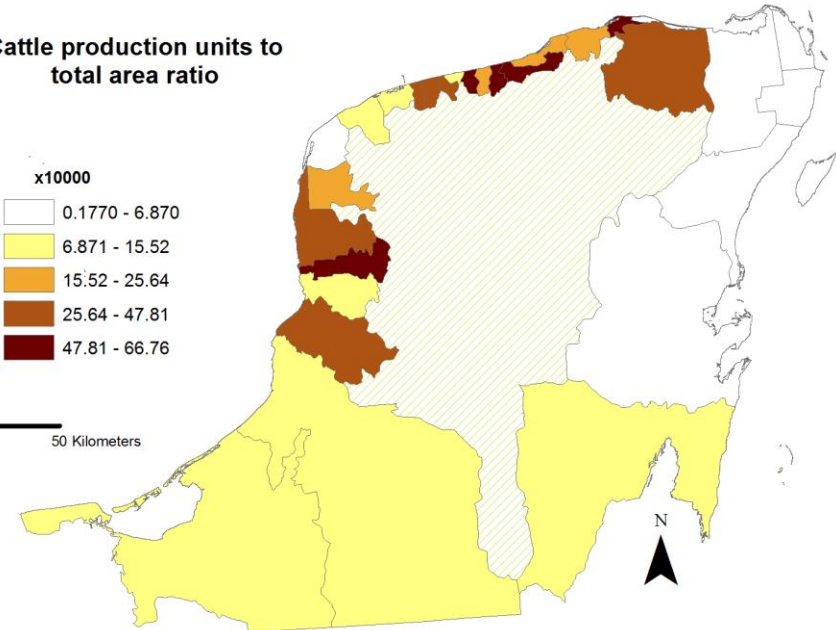 Cattle production units to
total area ratio
x10000
0.1770 - 6.870
6.871 - 15.52
15.52 - 25.64
25.64 - 47.81
47.81 - 66.76
50 Kilometers
N